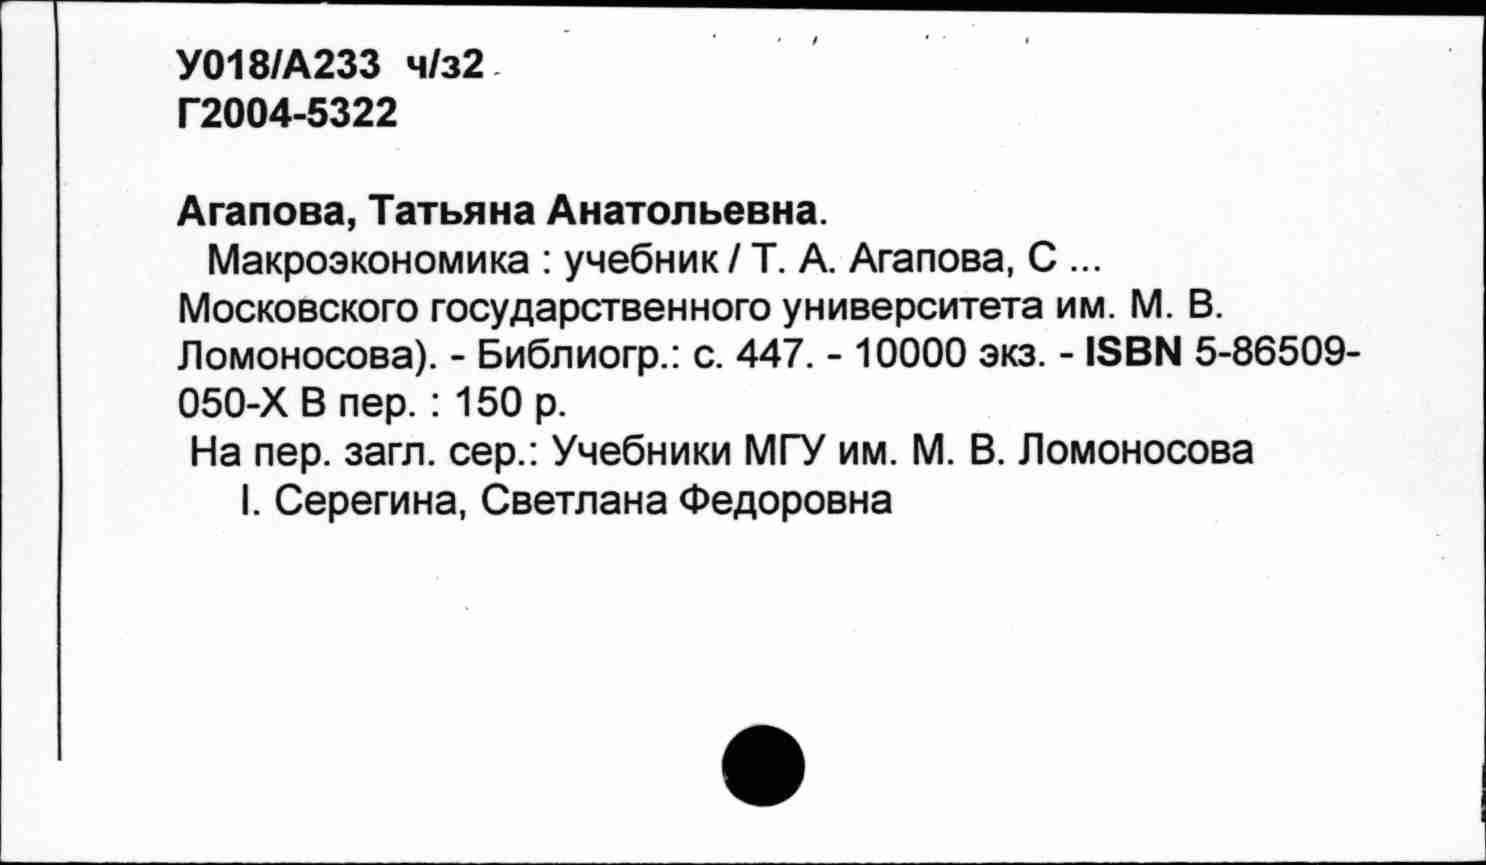 У018/А233 ч/з2
Г2004-5322
Агапова, Татьяна Анатольевна.
Макроэкономика : учебник / Т. А. Агапова, С ...
Московского государственного университета им. М. В.
Ломоносова). - Библиогр.: с. 447. - 10000 экз. - ISBN 5-86509-
050-X В пер. : 150 р.
На пер. загл. сер.: Учебники МГУ им. М. В. Ломоносова
I. Серегина, Светлана Федоровна